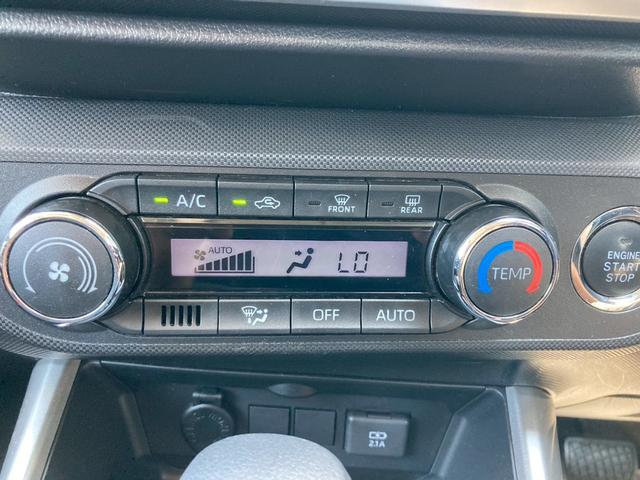 A/C
FRONT
REAR
AUTO
LO
TEMP
ENGINE
START
STOP
OFF
AUTO
2.1A